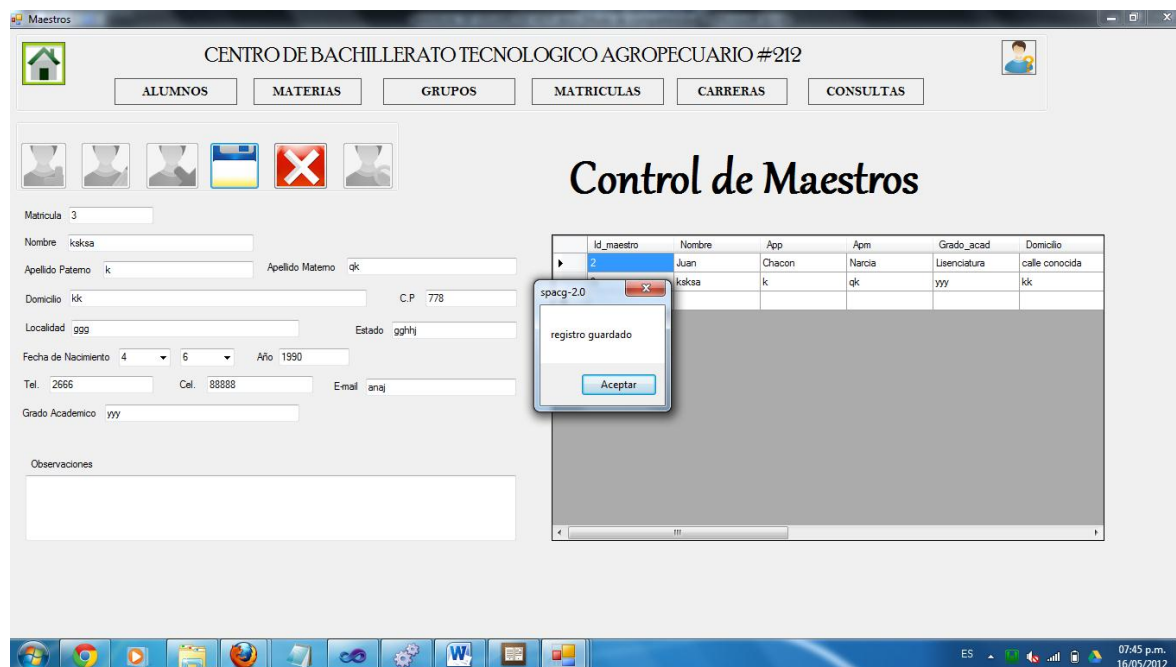 Maestros
CENTRO DE BACHILLERATO TECNOLOGICO AGROPECUARIO #212
ALUMNOS MATERIAS GRUPOS MATRICULAS CARRERAS CONSULTAS
Control de Maestros
Matricula 3
Nombre ksksa
Apellido Paterno k Apellido Materno qk
Domicilio kk C.P 778
Localidad ggg Estado gghhj
Fecha de Nacimiento 4 6 Año 1990
Tel. 2666 Cel. 88888 E-mail anaj
Grado Academico yyy
Observaciones
Id_maestro Nombre App Apm Grado_acad Domicilio
2 Juan Chacon Narcia Lisenciatura calle conocida
ksksa k qk yyy kk
spacg-2.0
registro guardado
Aceptar
ES 07:45 p.m.
16/05/2012